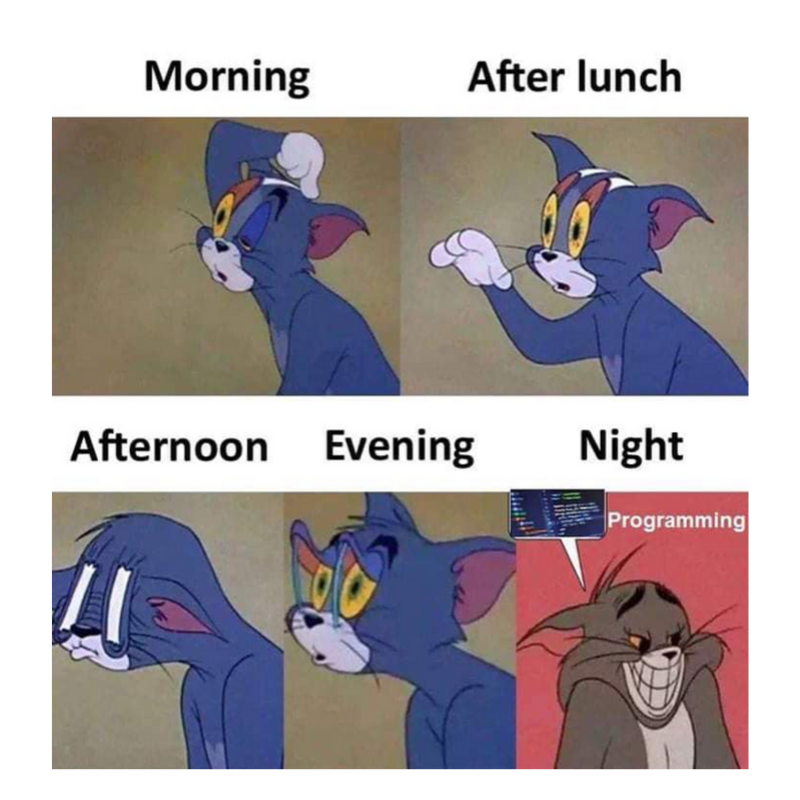 Morning
After lunch
Afternoon
Evening
Night
Programming